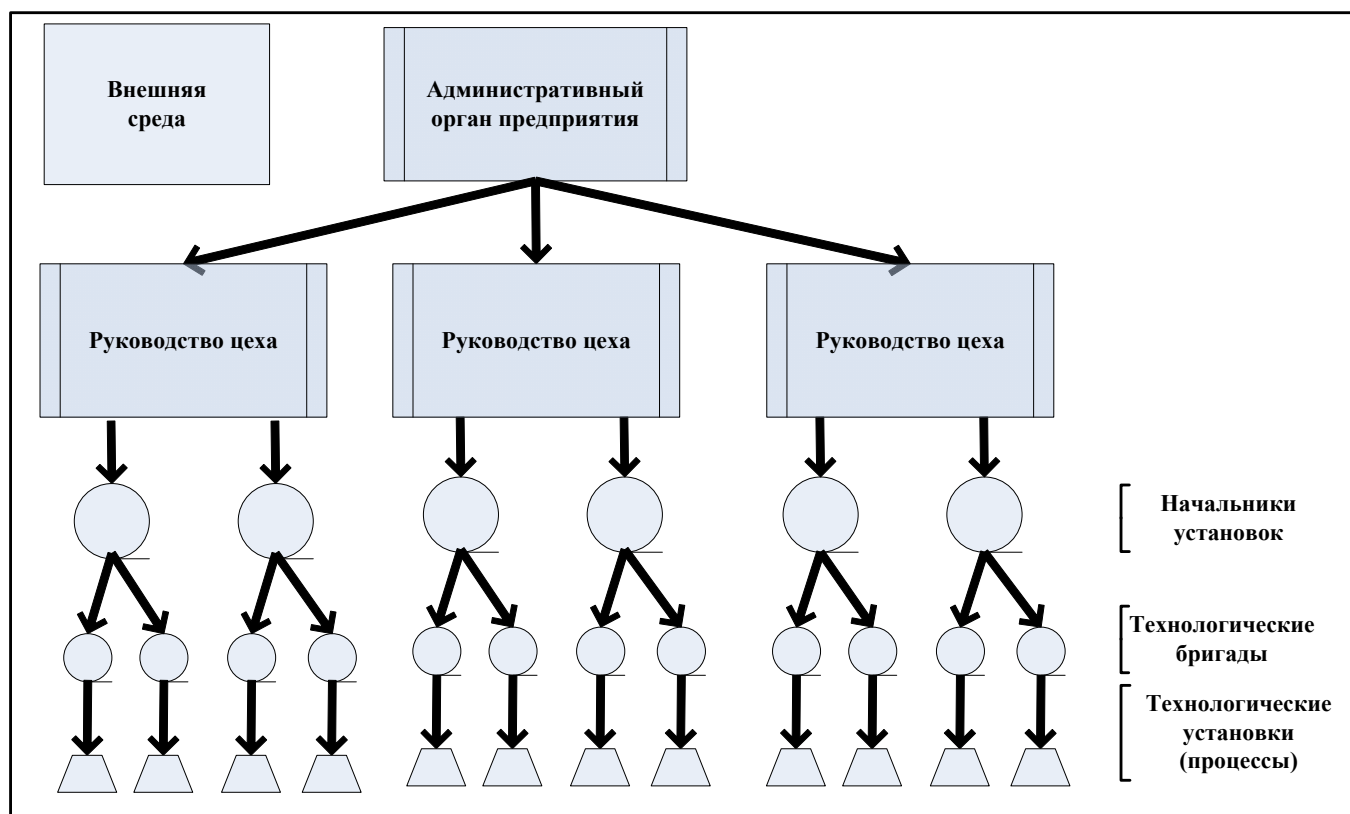 Внешняя
среда
Административный
орган предприятия
Руководство цеха
Руководство цеха
Руководство цеха
Начальники
установок
Технологические
бригады
Технологические
установки
(процессы)